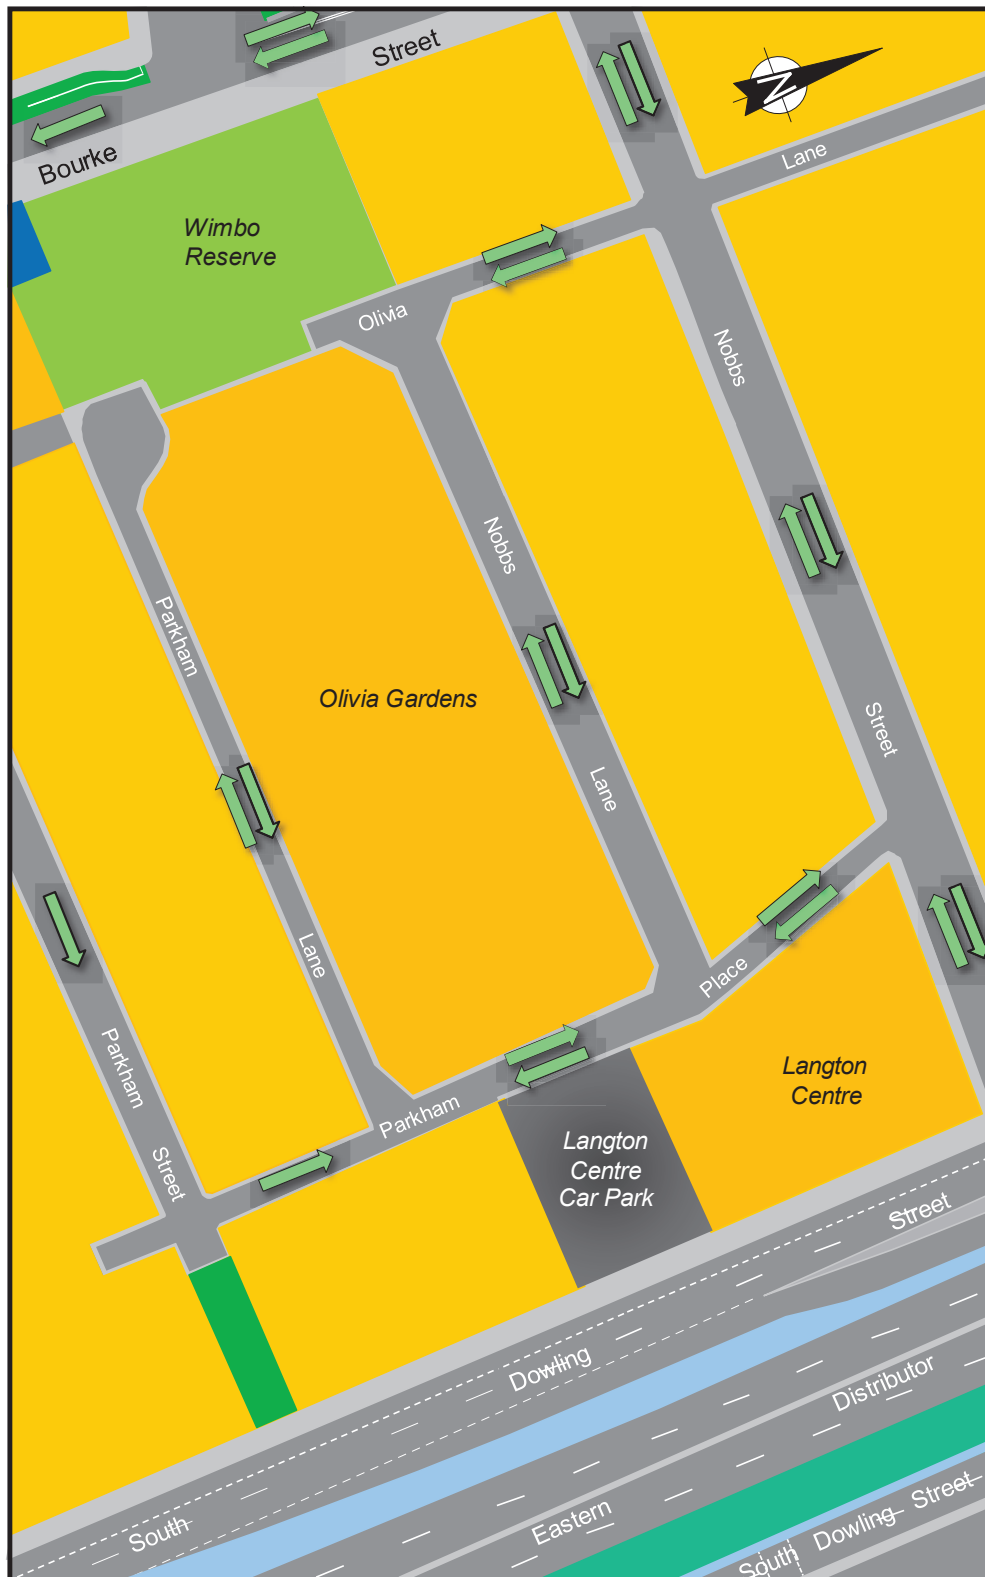 Street
Bourke
N
Lane
Wimbo
Reserve
Olivia
Nobbs
Nobbs
Parkham
Olivia Gardens
Street
Lane
Lane
Place
Parkham
Parkham
Langton
Centre
Langton
Centre
Car Park
Street
Street
Dowling
Distributor
South
Eastern
Street
Dowling
South